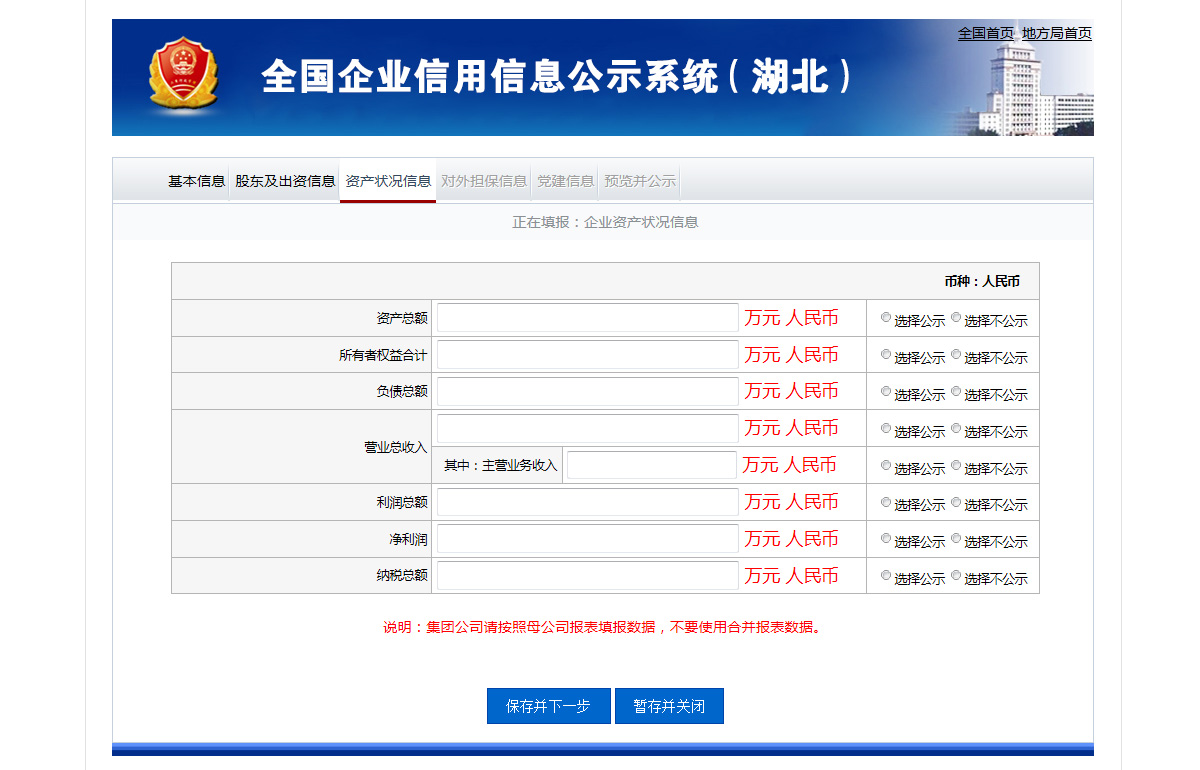 全国首页 地方局首页
全国企业信用信息公示系统（湖北）
基本信息 股东及出资信息 资产状况信息 对外担保信息 党建信息 预览并公示
正在填报：企业资产状况信息
币种：人民币
资产总额 万元 人民币 选择公示 选择不公示
所有者权益合计 万元 人民币 选择公示 选择不公示
负债总额 万元 人民币 选择公示 选择不公示
营业总收入 万元 人民币 选择公示 选择不公示
其中：主营业务收入 万元 人民币 选择公示 选择不公示
利润总额 万元 人民币 选择公示 选择不公示
净利润 万元 人民币 选择公示 选择不公示
纳税总额 万元 人民币 选择公示 选择不公示
说明：集团公司请按照母公司报表填报数据，不要使用合并报表数据。
保存并下一步 暂存并关闭